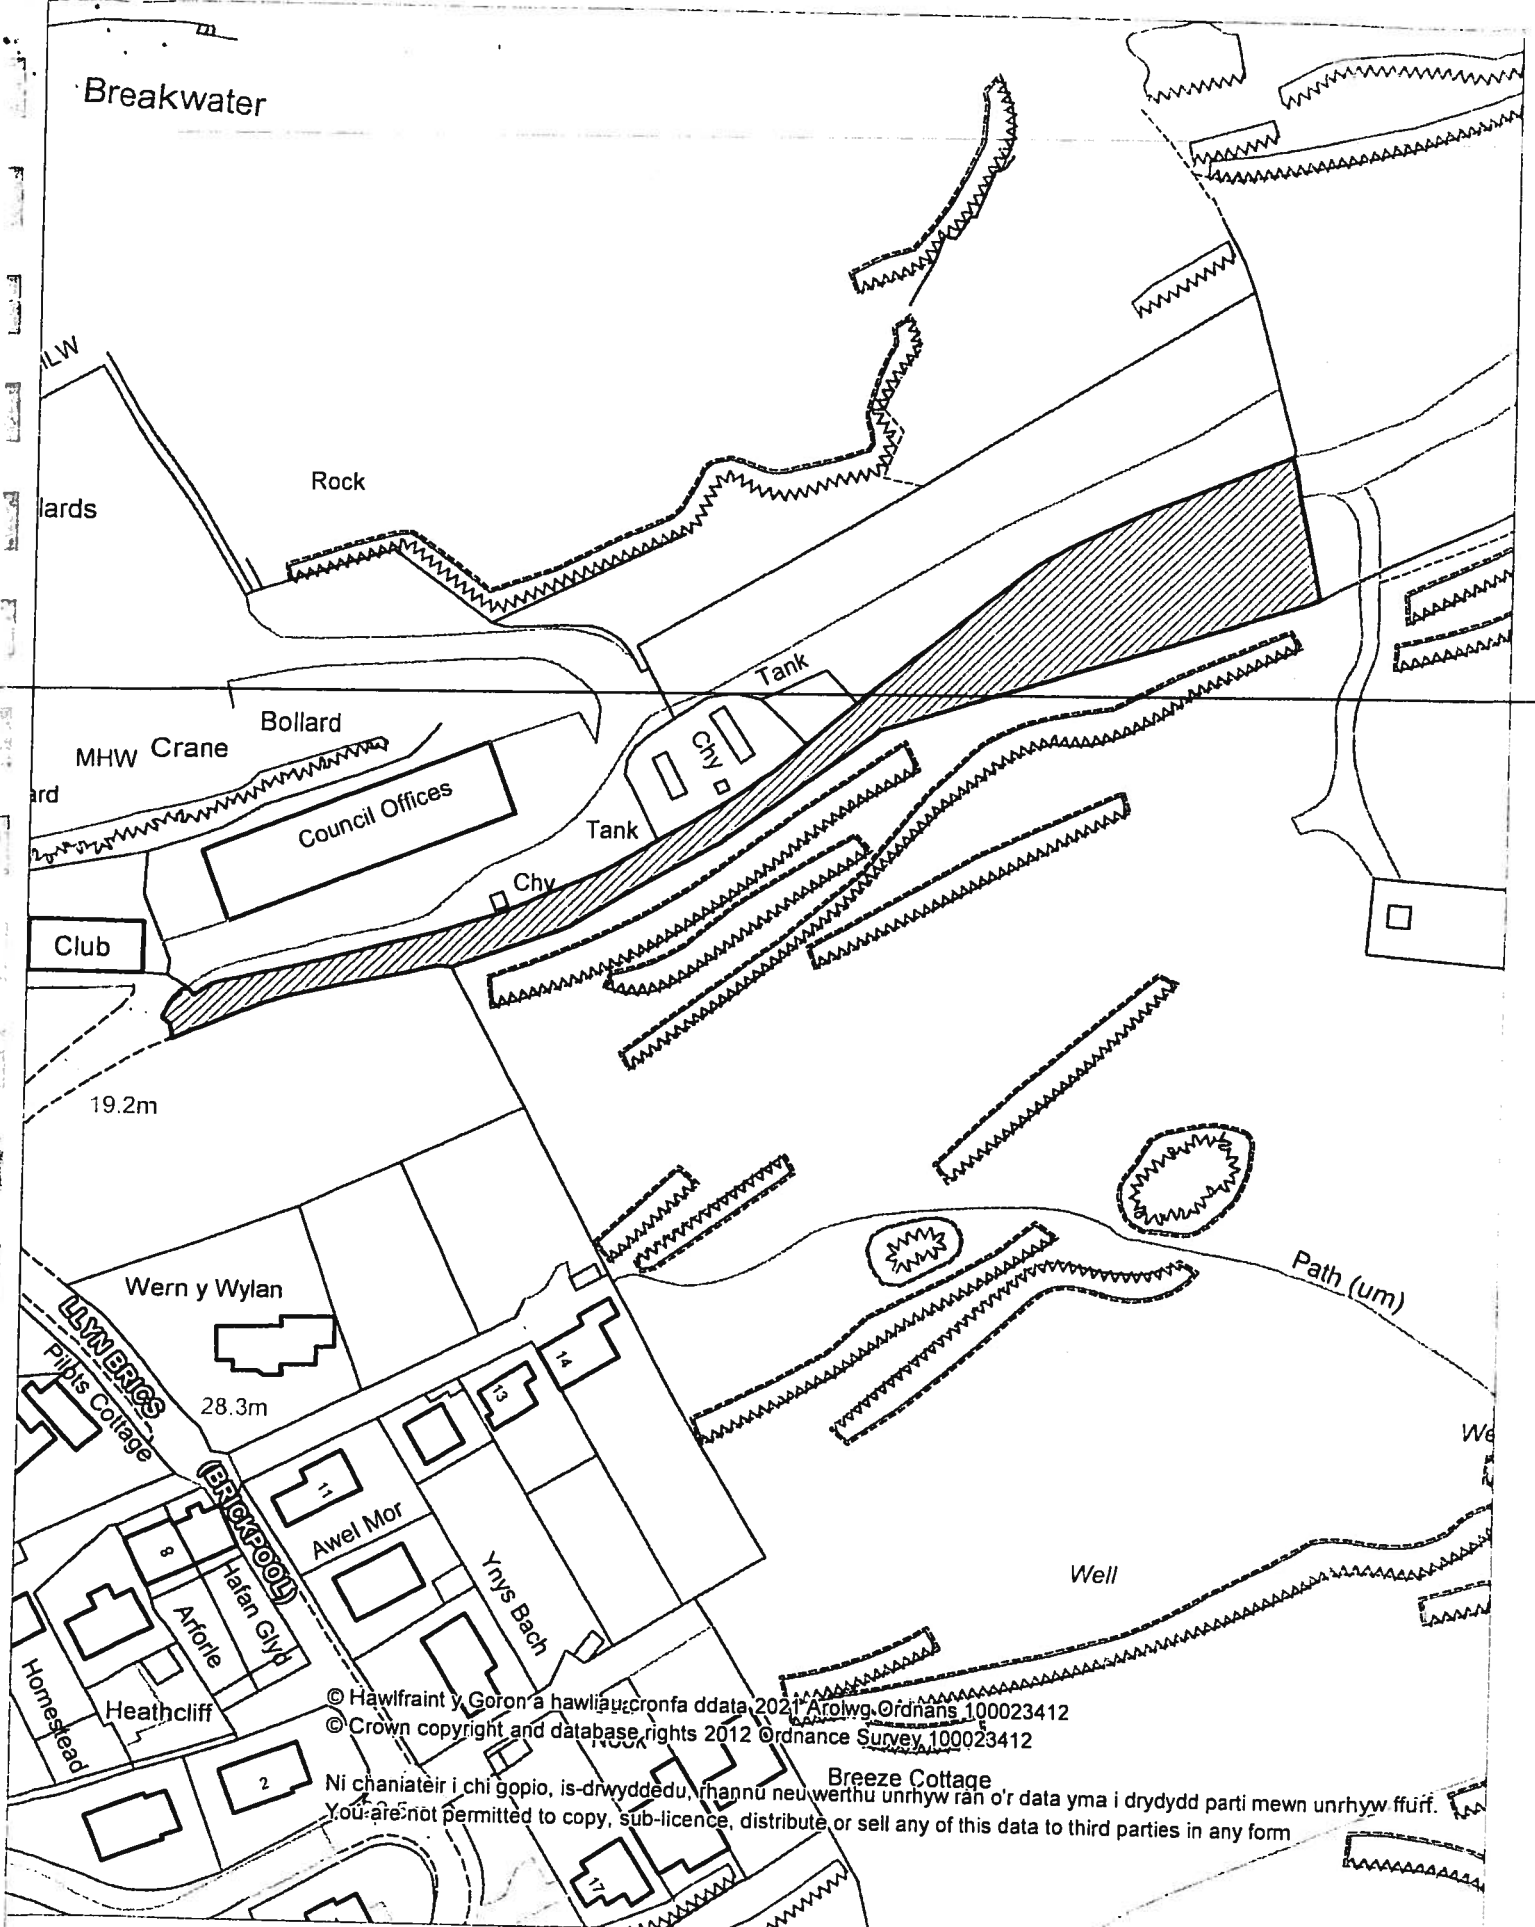 Breakwater
Rock
lards
Tank
Bollard
MHW
Crane
Chy
ard
Council Offices
Tank
Chy
Club
19.2m
Path (um)
Wern y Wylan
LLYN BRICS
Pilots Cottage
14
13
28.3m
(BRICKPOOL)
11
Awel Mor
8
Ynys Bach
Well
Hafan Glyd
Arforle
Homestead
Heathcliff
© Hawlfraint y Goron a hawliau cronfa ddata 2021 Arolwg Ordnans 100023412
© Crown copyright and database rights 2012 Ordnance Survey 100023412
2
Breeze Cottage
Ni chaniateir i chi gopio, is-drwyddedu, rhannu neu werthu unrhyw ran o'r data yma i drydydd parti mewn unrhyw ffurf.
You are not permitted to copy, sub-licence, distribute or sell any of this data to third parties in any form
17